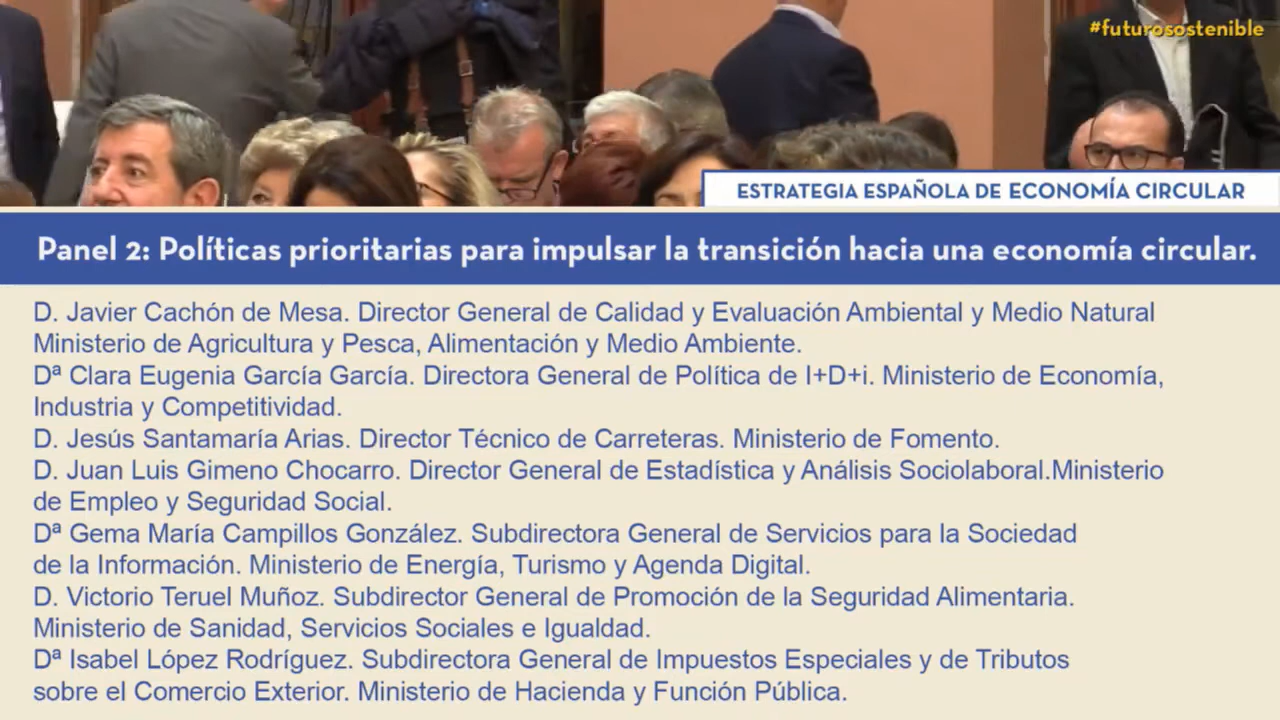 #futurosostenible
ESTRATEGIA ESPAÑOLA DE ECONOMÍA CIRCULAR
Panel 2: Políticas prioritarias para impulsar la transición hacia una economía circular.
D. Javier Cachón de Mesa. Director General de Calidad y Evaluación Ambiental y Medio Natural
Ministerio de Agricultura y Pesca, Alimentación y Medio Ambiente.
Dª Clara Eugenia García García. Directora General de Política de I+D+i. Ministerio de Economía,
Industria y Competitividad.
D. Jesús Santamaría Arias. Director Técnico de Carreteras. Ministerio de Fomento.
D. Juan Luis Gimeno Chocarro. Director General de Estadística y Análisis Sociolaboral.Ministerio
de Empleo y Seguridad Social.
Dª Gema María Campillos González. Subdirectora General de Servicios para la Sociedad
de la Información. Ministerio de Energía, Turismo y Agenda Digital.
D. Victorio Teruel Muñoz. Subdirector General de Promoción de la Seguridad Alimentaria.
Ministerio de Sanidad, Servicios Sociales e Igualdad.
Dª Isabel López Rodríguez. Subdirectora General de Impuestos Especiales y de Tributos
sobre el Comercio Exterior. Ministerio de Hacienda y Función Pública.